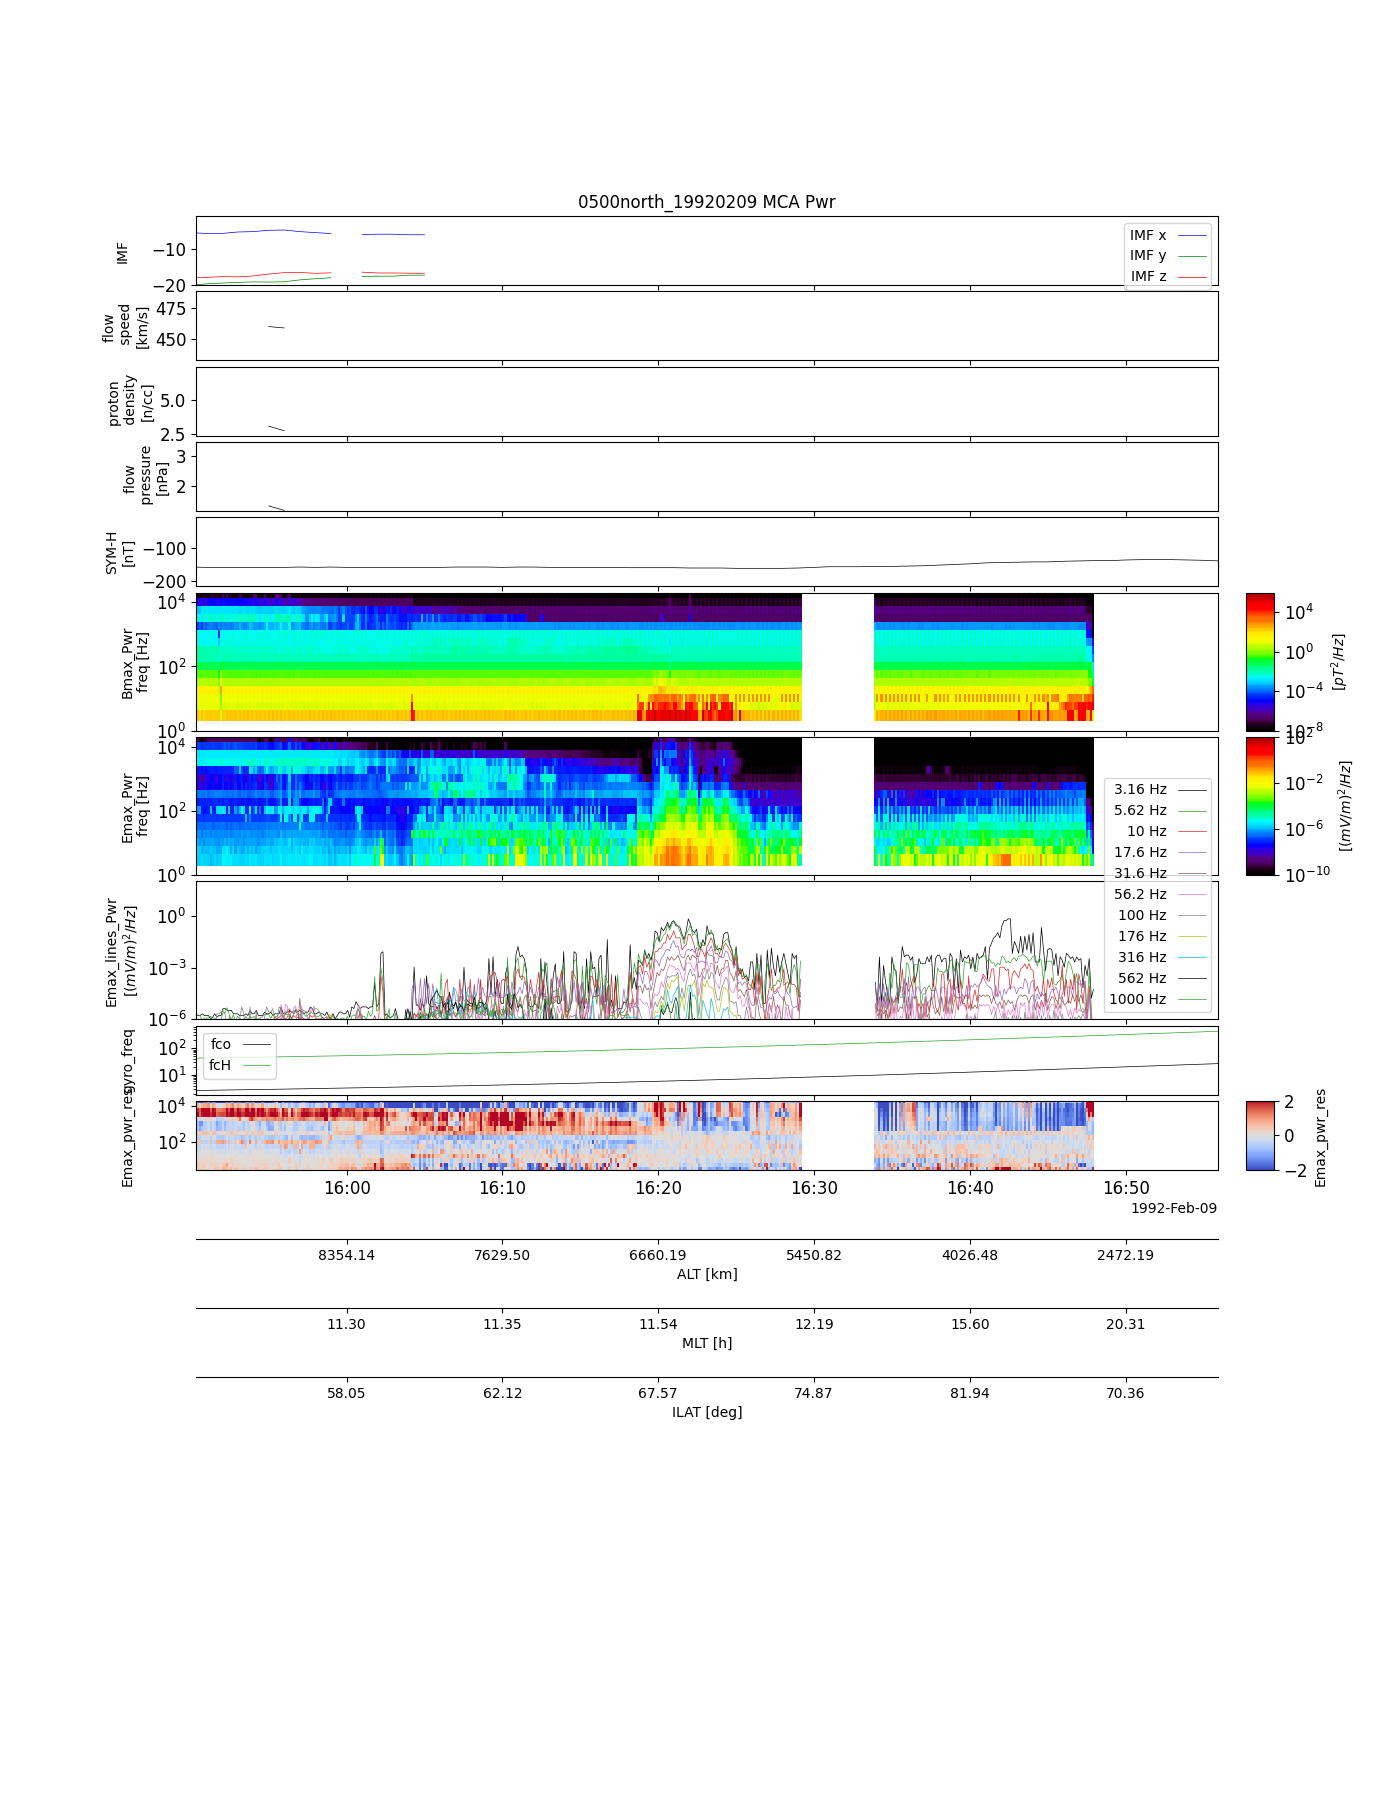 0500north_19920209 MCA Pwr
IMF
−10
−20
IMF x
IMF y
IMF z
flow
speed
[km/s]
475
450
proton
density
[n/cc]
5.0
2.5
flow
pressure
[nPa]
3
2
SYM-H
[nT]
−100
−200
Bmax_Pwr
freq [Hz]
10^4
10^2
10^0
10^4
10^0
10^−4
10^−8
[pT^2/Hz]
Emax_Pwr
freq [Hz]
10^4
10^2
10^0
10^2
10^−2
10^−6
10^−10
[(mV/m)^2/Hz]
3.16 Hz
5.62 Hz
10 Hz
17.6 Hz
31.6 Hz
56.2 Hz
100 Hz
176 Hz
316 Hz
562 Hz
1000 Hz
Emax_lines_Pwr
[(mV/m)^2/Hz]
10^0
10^−3
10^−6
gyro_freq
10^2
10^1
fco
fcH
Emax_pwr_res
10^4
10^2
2
0
−2
Emax_pwr_res
16:00 16:10 16:20 16:30 16:40 16:50
1992-Feb-09
8354.14 7629.50 6660.19 5450.82 4026.48 2472.19
ALT [km]
11.30 11.35 11.54 12.19 15.60 20.31
MLT [h]
58.05 62.12 67.57 74.87 81.94 70.36
ILAT [deg]